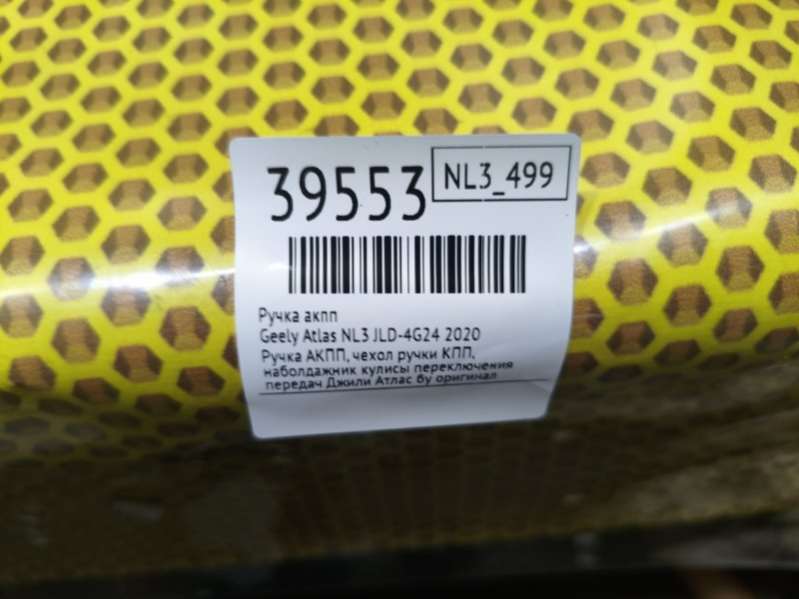 39553
NL3_499
Ручка акпп
Geely Atlas NL3 JLD-4G24 2020
Ручка АКПП, чехол ручки КПП,
наболдажник кулисы переключения
передач Джили Атлас бу оригинал